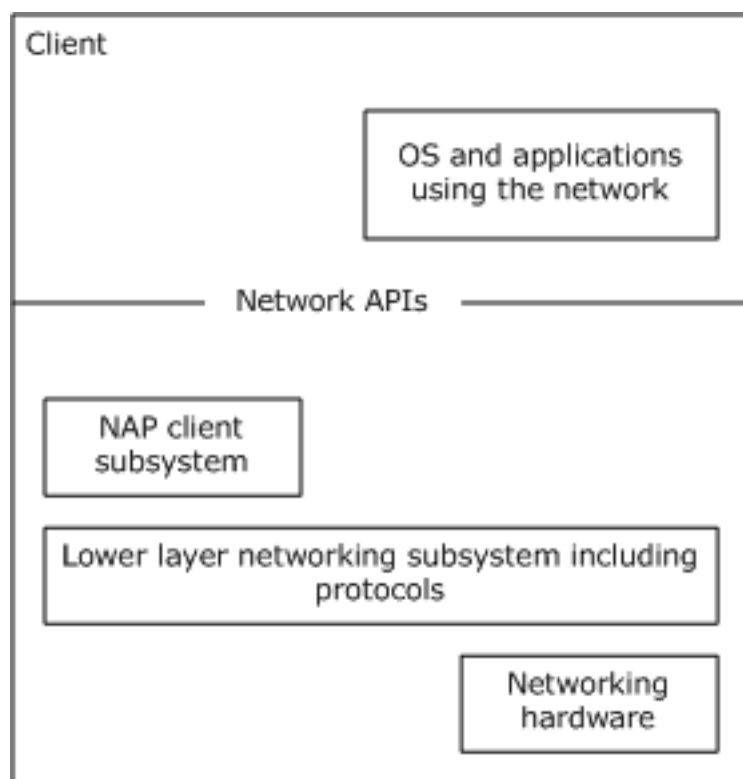 Client
OS and applications
using the network
Network APIs
NAP client
subsystem
Lower layer networking subsystem including
protocols
Networking
hardware